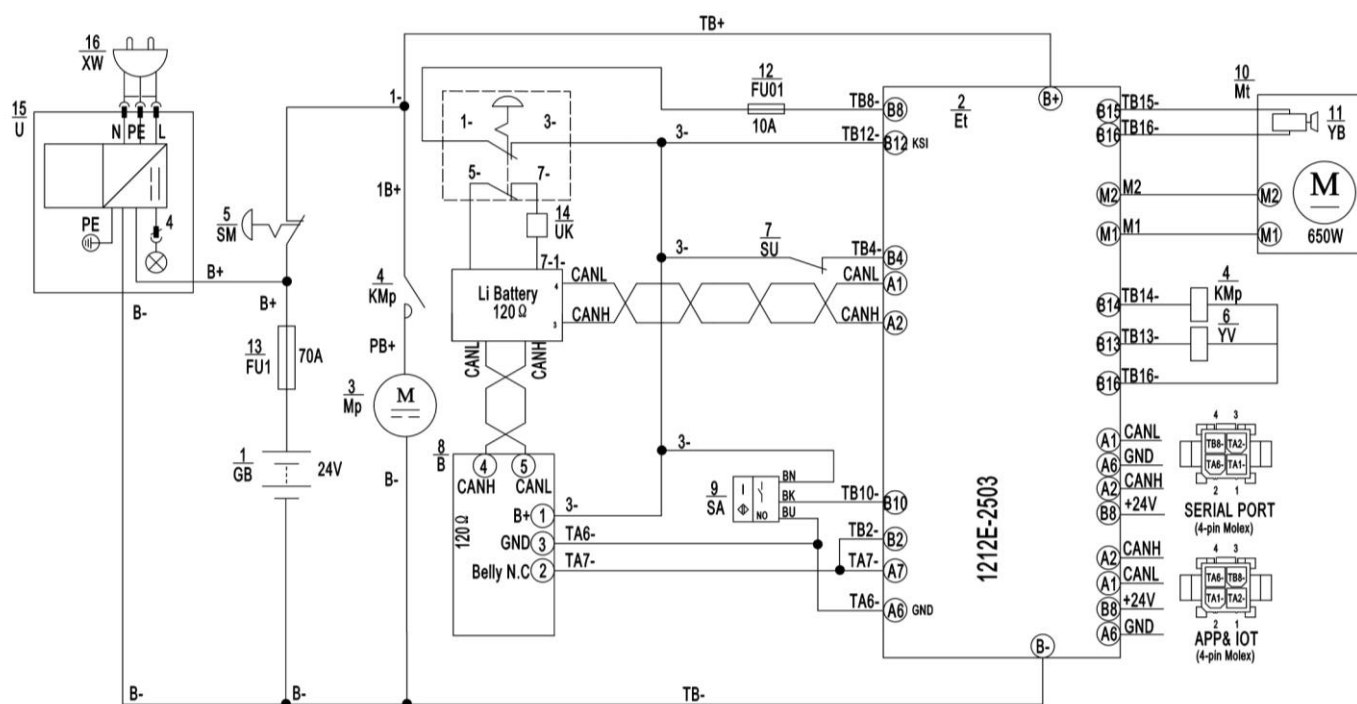 TB+
16
XW
15
U
N PE L
PE
4
B+
B-
1-
5
SM
B+
13
FU1
70A
1
GB
24V
B-
B-
1B+
4
KMp
PB+
3
Mp
M
B-
TB-
1-
3-
5-
7-
14
UK
7-1-
Li Battery
120Ω
4
3
CANL
CANH
CANL
CANH
8
B
4
5
CANH
CANL
120Ω
B+ 1
GND 3
Belly N.C 2
3-
TA6-
TA7-
12
FU01
10A
3-
3-
7
SU
CANL
CANH
3-
9
SA
NO
BN
BK
BU
TB8-
B8
TB12-
B12 KSI
TB4-
B4
CANL
A1
CANH
A2
TB10-
B10
TB2-
B2
TA7-
A7
TA6-
A6 GND
2
Et
1212E-2503
B+
B-
B15
TB15-
B16
TB16-
M2
M2
M1
M1
B14
TB14-
B13
TB13-
B16
TB16-
10
Mt
11
YB
M
650W
M2
M1
4
KMp
6
YV
A1 CANL
A6 GND
A2 CANH
B8 +24V
4 3
TB8- TA2-
TA6- TA1-
2 1
SERIAL PORT
(4-pin Molex)
A2 CANH
A1 CANL
B8 +24V
A6 GND
4 3
TA6- TB8-
TA1- TA2-
2 1
APP& IOT
(4-pin Molex)